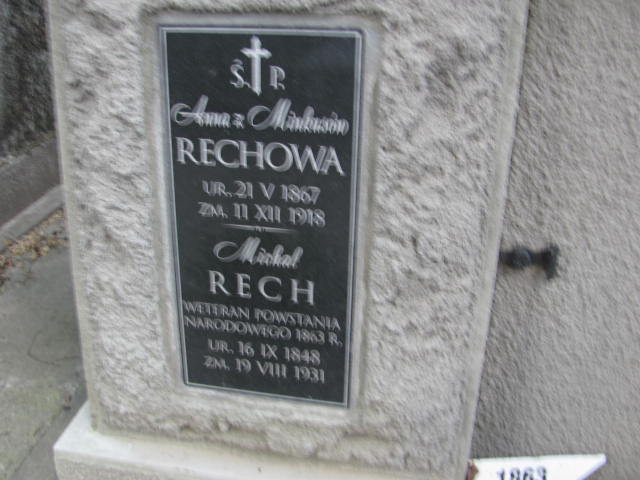 Ś. P.
Anna z Minkusów
RECHOWA
UR. 21 V 1867
ZM. 11 XII 1918
Michał
RECH
WETERAN POWSTANIA
NARODOWEGO 1863 R.
UR. 16 IX 1848
ZM. 19 VIII 1931
1863